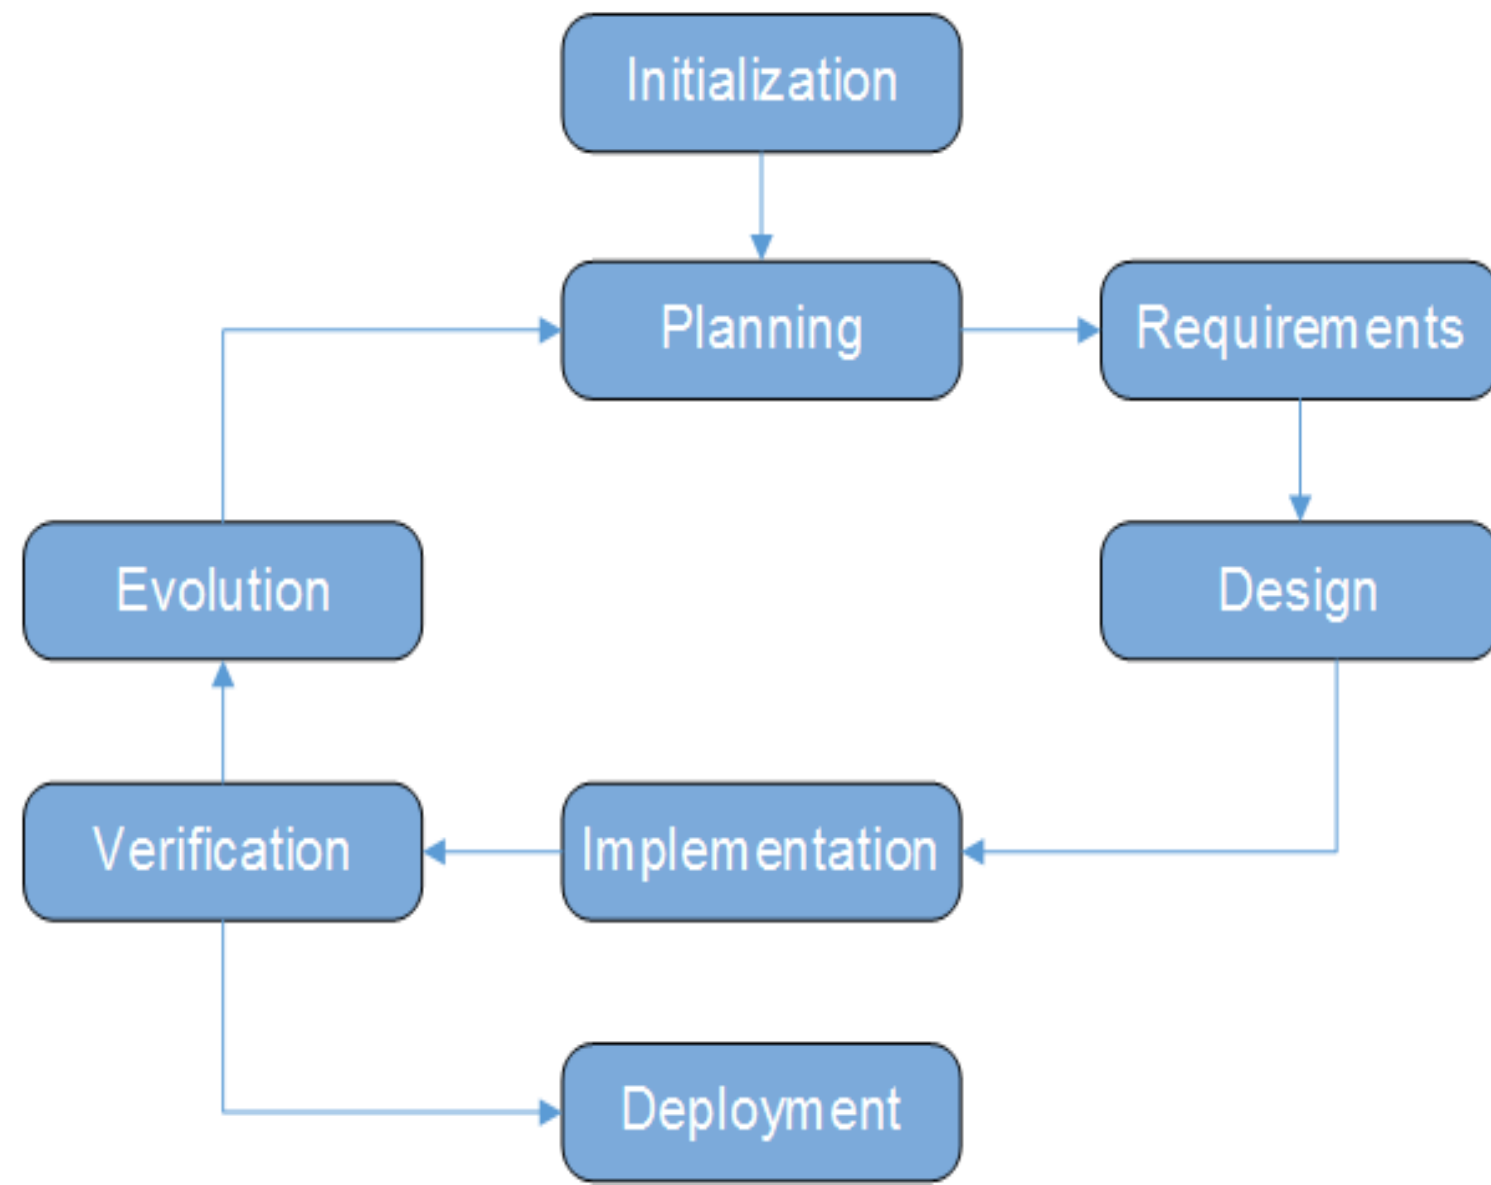 Initialization
Planning
Requirements
Evolution
Design
Verification
Implementation
Deployment